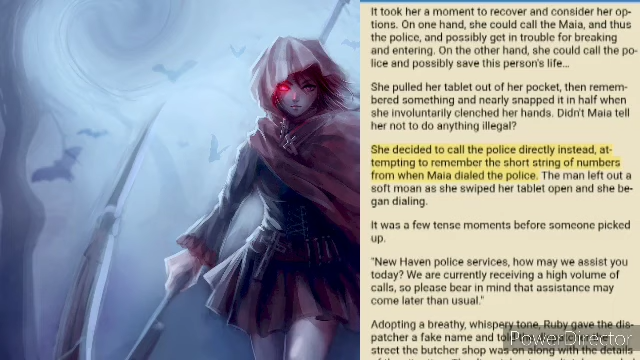 It took her a moment to recover and consider her op-
tions. On one hand, she could call the Maia, and thus
the police, and possibly get in trouble for breaking
and entering. On the other hand, she could call the po-
lice and possibly save this person's life...
She pulled her tablet out of her pocket, then remem-
bered something and nearly snapped it in half when
she involuntarily clenched her hands. Didn't Maia tell
her not to do anything illegal?
She decided to call the police directly instead, at-
tempting to remember the short string of numbers
from when Maia dialed the police. The man left out a
soft moan as she swiped her tablet open and she be-
gan dialing.
It was a few tense moments before someone picked
up.
"New Haven police services, how may we assist you
today? We are currently receiving a high volume of
calls, so please bear in mind that assistance may
come later than usual."
Adopting a breathy, whispery tone, Ruby gave the dis-
patcher a fake name and
street the butcher shop was on along with the details
PowerDirector